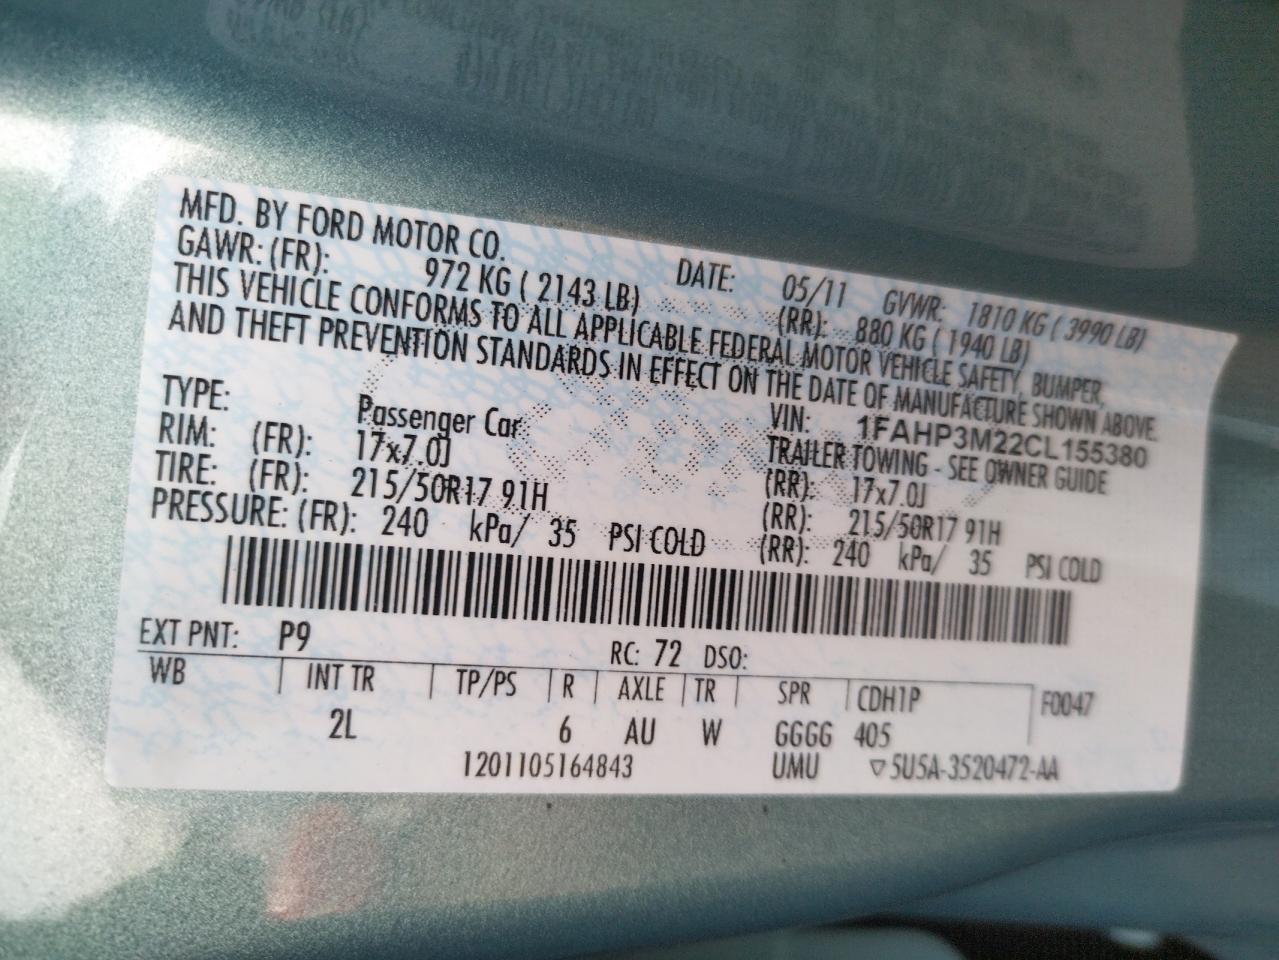 MFD. BY FORD MOTOR CO.
DATE: 05/11 GVWR: 1810 KG ( 3990 LB)
GAWR: (FR): 972 KG ( 2143 LB) (RR): 880 KG ( 1940 LB)
THIS VEHICLE CONFORMS TO ALL APPLICABLE FEDERAL MOTOR VEHICLE SAFETY, BUMPER,
AND THEFT PREVENTION STANDARDS IN EFFECT ON THE DATE OF MANUFACTURE SHOWN ABOVE.
VIN: 1FAHP3M22CL155380
TYPE: Passenger Car TRAILER TOWING - SEE OWNER GUIDE
RIM: (FR): 17x7.0J (RR): 17x7.0J
TIRE: (FR): 215/50R17 91H (RR): 215/50R17 91H
PRESSURE: (FR): 240 kPa/ 35 PSI COLD (RR): 240 kPa/ 35 PSI COLD
EXT PNT: P9 RC: 72 DSO:
WB INT TR TP/PS R AXLE TR SPR CDH1P F0047
2L 6 AU W GGGG 405
1201105164843 UMU ▽5U5A-3520472-AA